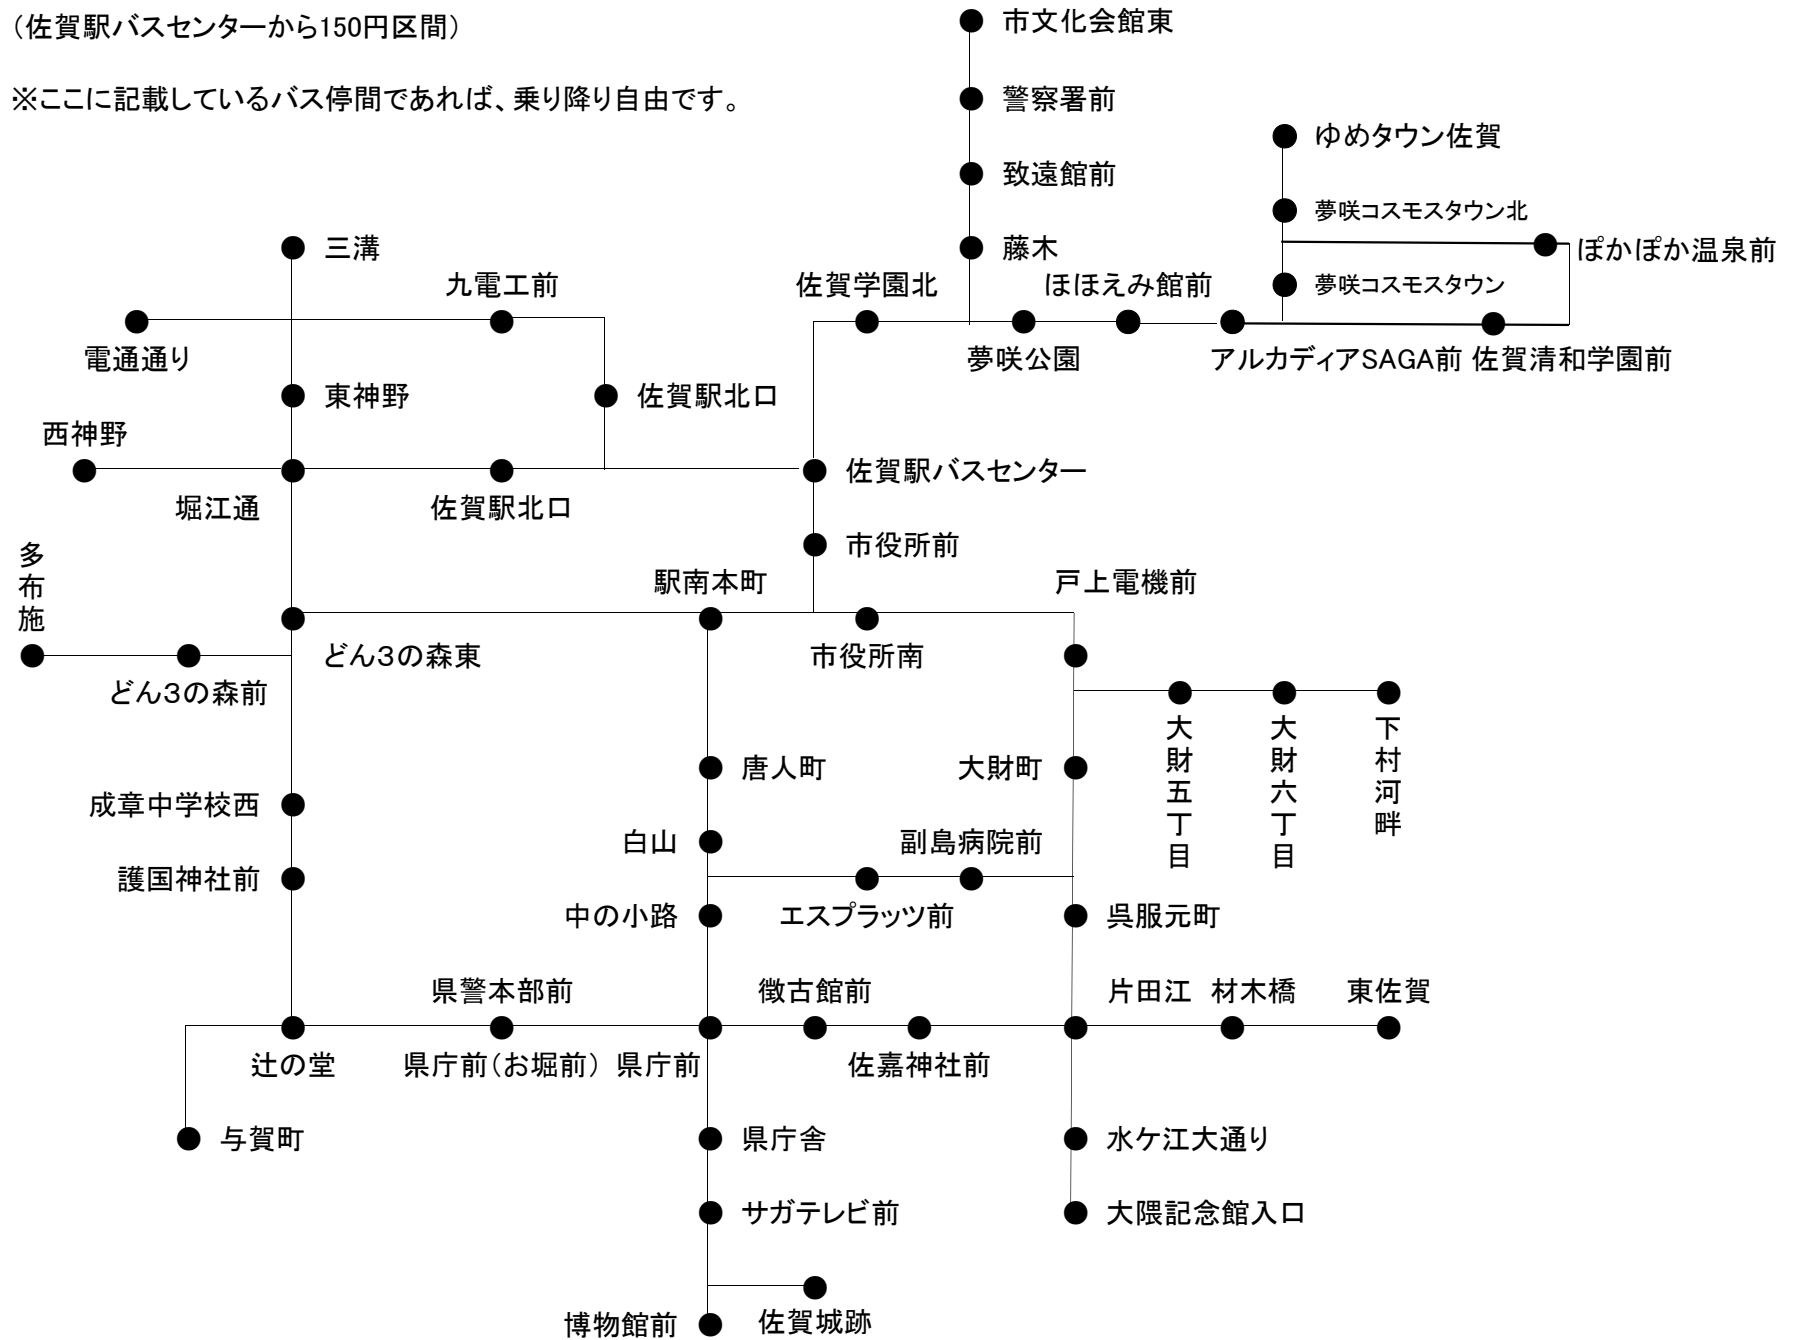 （佐賀駅バスセンターから150円区間）
※ここに記載しているバス停間であれば、乗り降り自由です。
市文化会館東
警察署前
致遠館前
藤木
ゆめタウン佐賀
夢咲コスモスタウン北
ぽかぽか温泉前
夢咲コスモスタウン
三溝
九電工前
佐賀学園北
ほほえみ館前
電通通り
夢咲公園
アルカディアSAGA前
佐賀清和学園前
東神野
佐賀駅北口
西神野
佐賀駅バスセンター
堀江通
佐賀駅北口
市役所前
多布施
駅南本町
戸上電機前
どん３の森東
市役所南
どん３の森前
大財五丁目
大財六丁目
下村河畔
唐人町
大財町
成章中学校西
白山
副島病院前
護国神社前
中の小路
エスプラッツ前
呉服元町
県警本部前
徴古館前
片田江
材木橋
東佐賀
辻の堂
県庁前（お堀前）
県庁前
佐嘉神社前
与賀町
県庁舎
水ケ江大通り
サガテレビ前
大隈記念館入口
博物館前
佐賀城跡